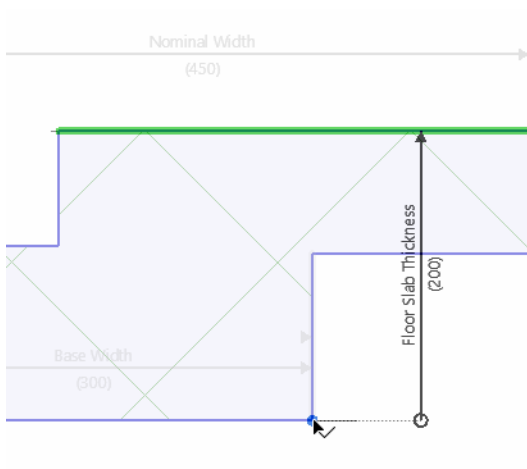 Nominal Width
(450)
Floor Slab Thickness
(200)
Base Width
(300)